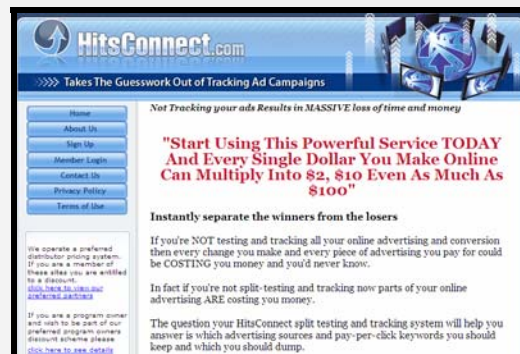 HitsConnect.com
Takes The Guesswork Out of Tracking Ad Campaigns
Home
About Us
Sign Up
Member Login
Contact Us
Privacy Policy
Terms of Use
We operate a preferred
distributor pricing system.
If you are a member of
these sites you are entitled
to a discount.
click here to view our
preferred partners
If you are a program owner
and wish to be part of our
preferred program owners
discount scheme please
click here to see details
Not Tracking your ads Results in MASSIVE loss of time and money
"Start Using This Powerful Service TODAY
And Every Single Dollar You Make Online
Can Multiply Into $2, $10 Even As Much As
$100"
Instantly separate the winners from the losers
If you're NOT testing and tracking all your online advertising and conversion
then every change you make and every piece of advertising you pay for could
be COSTING you money and you'd never know.
In fact if you're not split-testing and tracking now parts of your online
advertising ARE costing you money.
The question your HitsConnect split testing and tracking system will help you
answer is which advertising sources and pay-per-click keywords you should
keep and which you should dump.